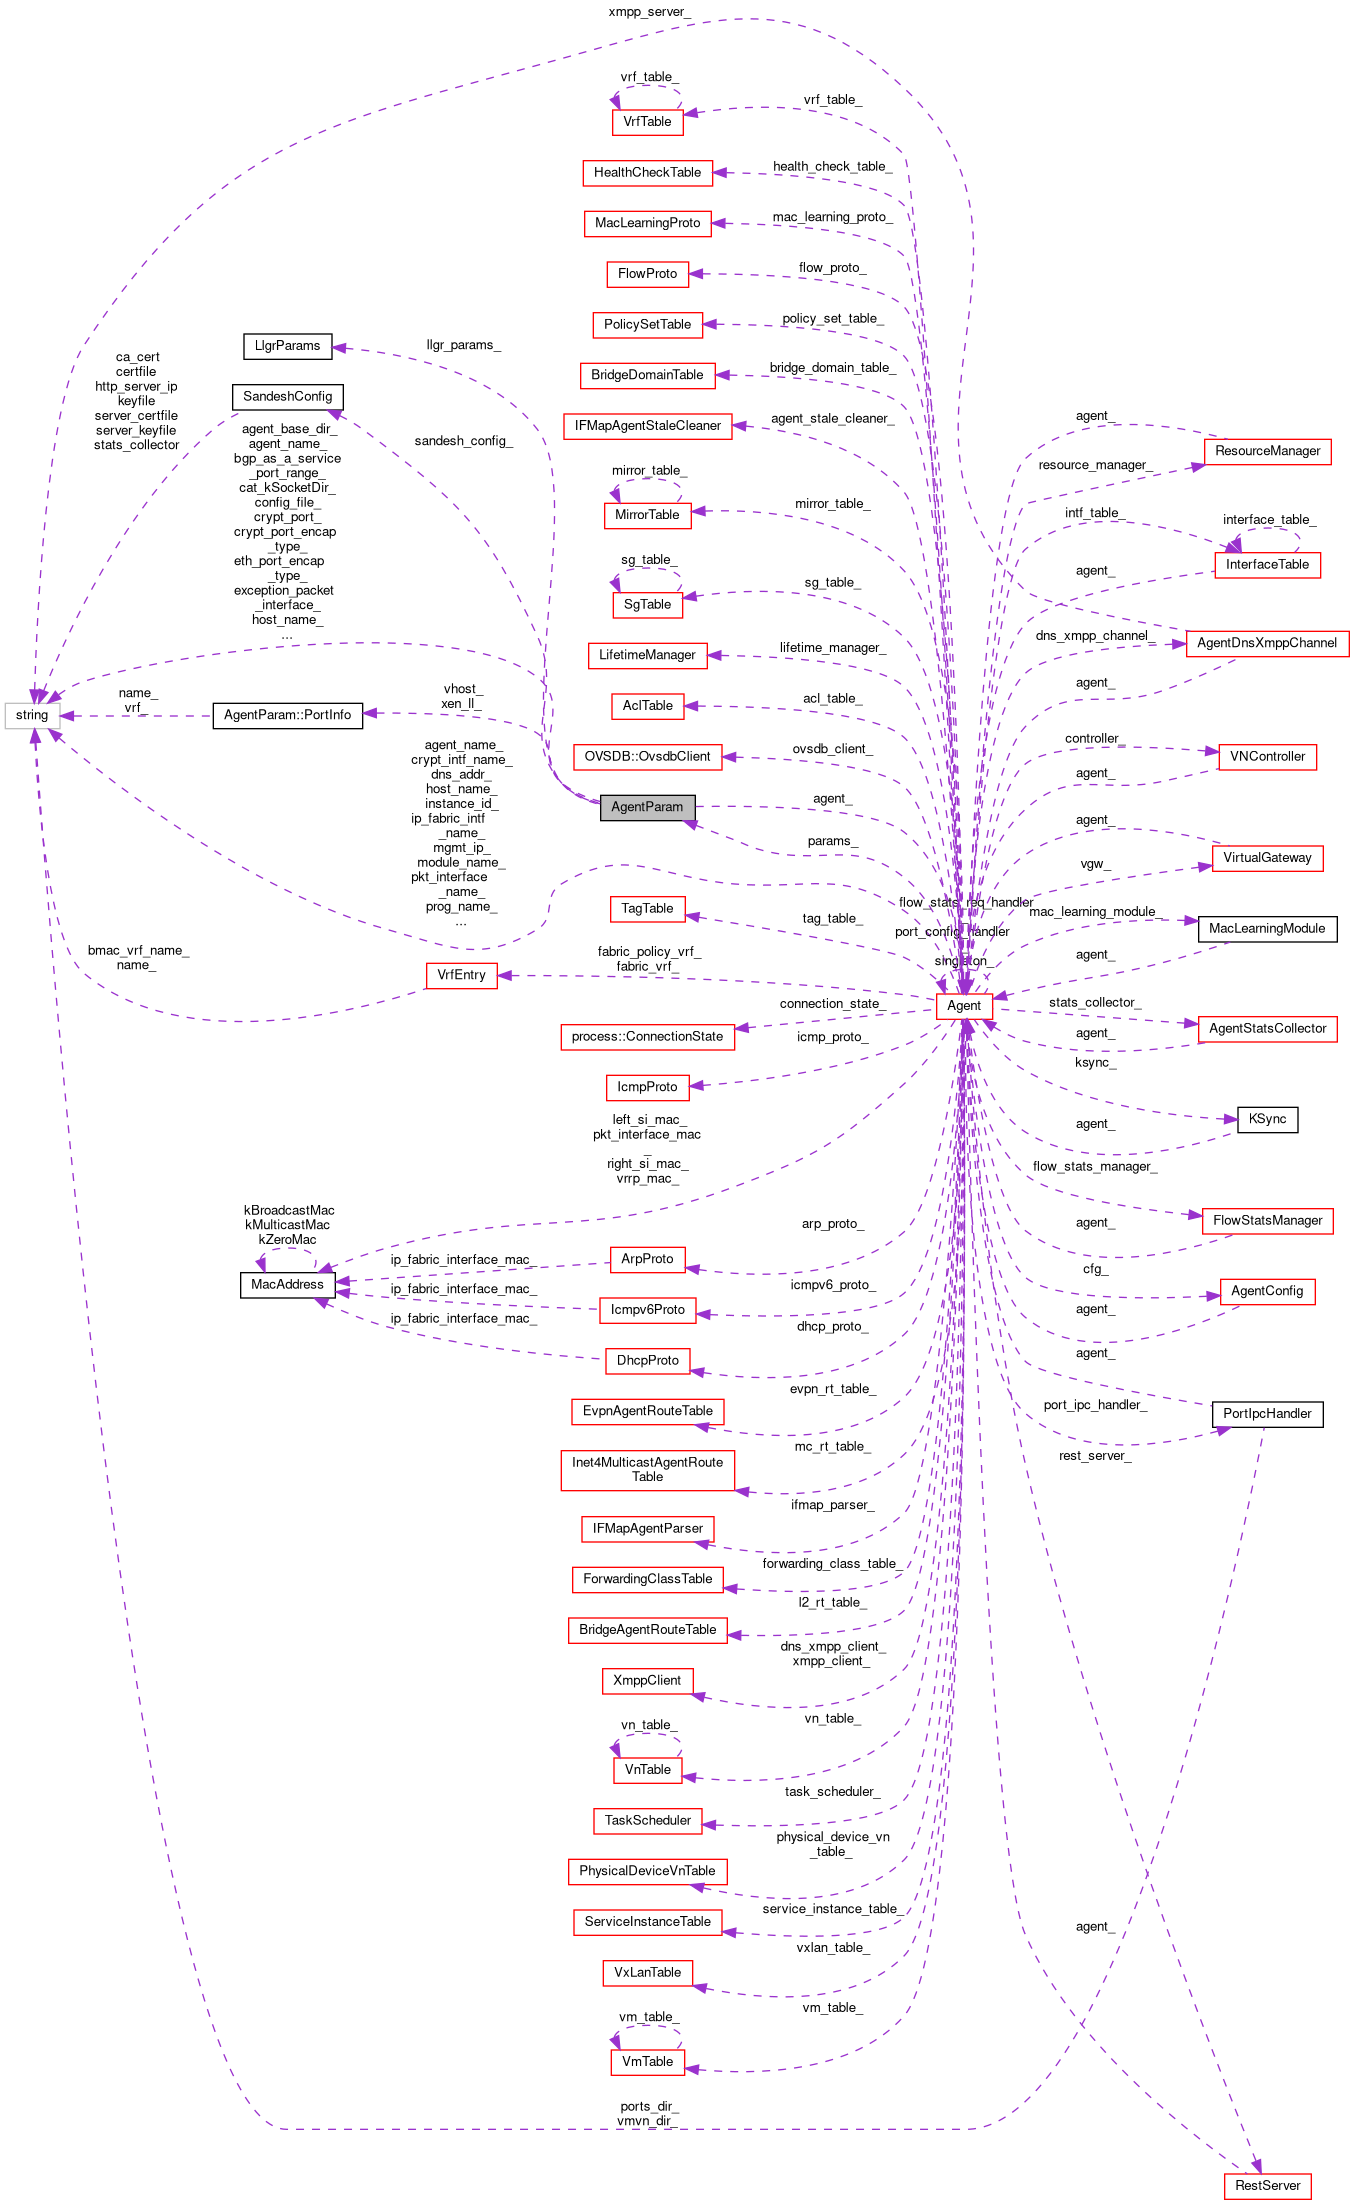 xmpp_server_
vrf_table_
vrf_table_
VrfTable
health_check_table_
HealthCheckTable
mac_learning_proto_
MacLearningProto
flow_proto_
FlowProto
policy_set_table_
PolicySetTable
LlgrParams
llgr_params_
bridge_domain_table_
BridgeDomainTable
ca_cert
certfile
http_server_ip
keyfile
server_certfile
server_keyfile
stats_collector
SandeshConfig
sandesh_config_
agent_stale_cleaner_
IFMapAgentStaleCleaner
agent_base_dir_
agent_name_
bgp_as_a_service
_port_range_
cat_kSocketDir_
config_file_
crypt_port_
crypt_port_encap
_type_
eth_port_encap
_type_
exception_packet
_interface_
host_name_
...
mirror_table_
mirror_table_
MirrorTable
sg_table_
sg_table_
SgTable
lifetime_manager_
LifetimeManager
acl_table_
AclTable
ovsdb_client_
OVSDB::OvsdbClient
agent_
resource_manager_
ResourceManager
intf_table_
interface_table_
InterfaceTable
agent_
dns_xmpp_channel_
AgentDnsXmppChannel
agent_
controller_
VNController
agent_
string
name_
vrf_
AgentParam::PortInfo
vhost_
xen_ll_
AgentParam
agent_
params_
agent_
vgw_
VirtualGateway
agent_name_
crypt_intf_name_
dns_addr_
host_name_
instance_id_
ip_fabric_intf
_name_
mgmt_ip_
module_name_
pkt_interface
_name_
prog_name_
...
TagTable
tag_table_
flow_stats_req_handler
port_config_handler
singleton_
mac_learning_module_
MacLearningModule
agent_
bmac_vrf_name_
name_
VrfEntry
fabric_policy_vrf_
fabric_vrf_
Agent
connection_state_
process::ConnectionState
stats_collector_
AgentStatsCollector
agent_
icmp_proto_
IcmpProto
ksync_
KSync
agent_
left_si_mac_
pkt_interface_mac
_
right_si_mac_
vrrp_mac_
flow_stats_manager_
FlowStatsManager
agent_
kBroadcastMac
kMulticastMac
kZeroMac
MacAddress
ip_fabric_interface_mac_
ArpProto
arp_proto_
ip_fabric_interface_mac_
Icmpv6Proto
icmpv6_proto_
ip_fabric_interface_mac_
DhcpProto
dhcp_proto_
cfg_
AgentConfig
agent_
agent_
PortIpcHandler
port_ipc_handler_
rest_server_
evpn_rt_table_
EvpnAgentRouteTable
mc_rt_table_
Inet4MulticastAgentRoute
Table
ifmap_parser_
IFMapAgentParser
forwarding_class_table_
ForwardingClassTable
l2_rt_table_
BridgeAgentRouteTable
dns_xmpp_client_
xmpp_client_
XmppClient
vn_table_
vn_table_
VnTable
task_scheduler_
TaskScheduler
physical_device_vn
_table_
PhysicalDeviceVnTable
service_instance_table_
ServiceInstanceTable
agent_
vxlan_table_
VxLanTable
vm_table_
vm_table_
VmTable
ports_dir_
vmvn_dir_
RestServer